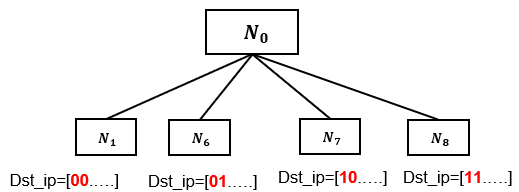 N₀
N₁
N₆
N₇
N₈
Dst_ip=[00.....]
Dst_ip=[01.....]
Dst_ip=[10.....]
Dst_ip=[11.....]